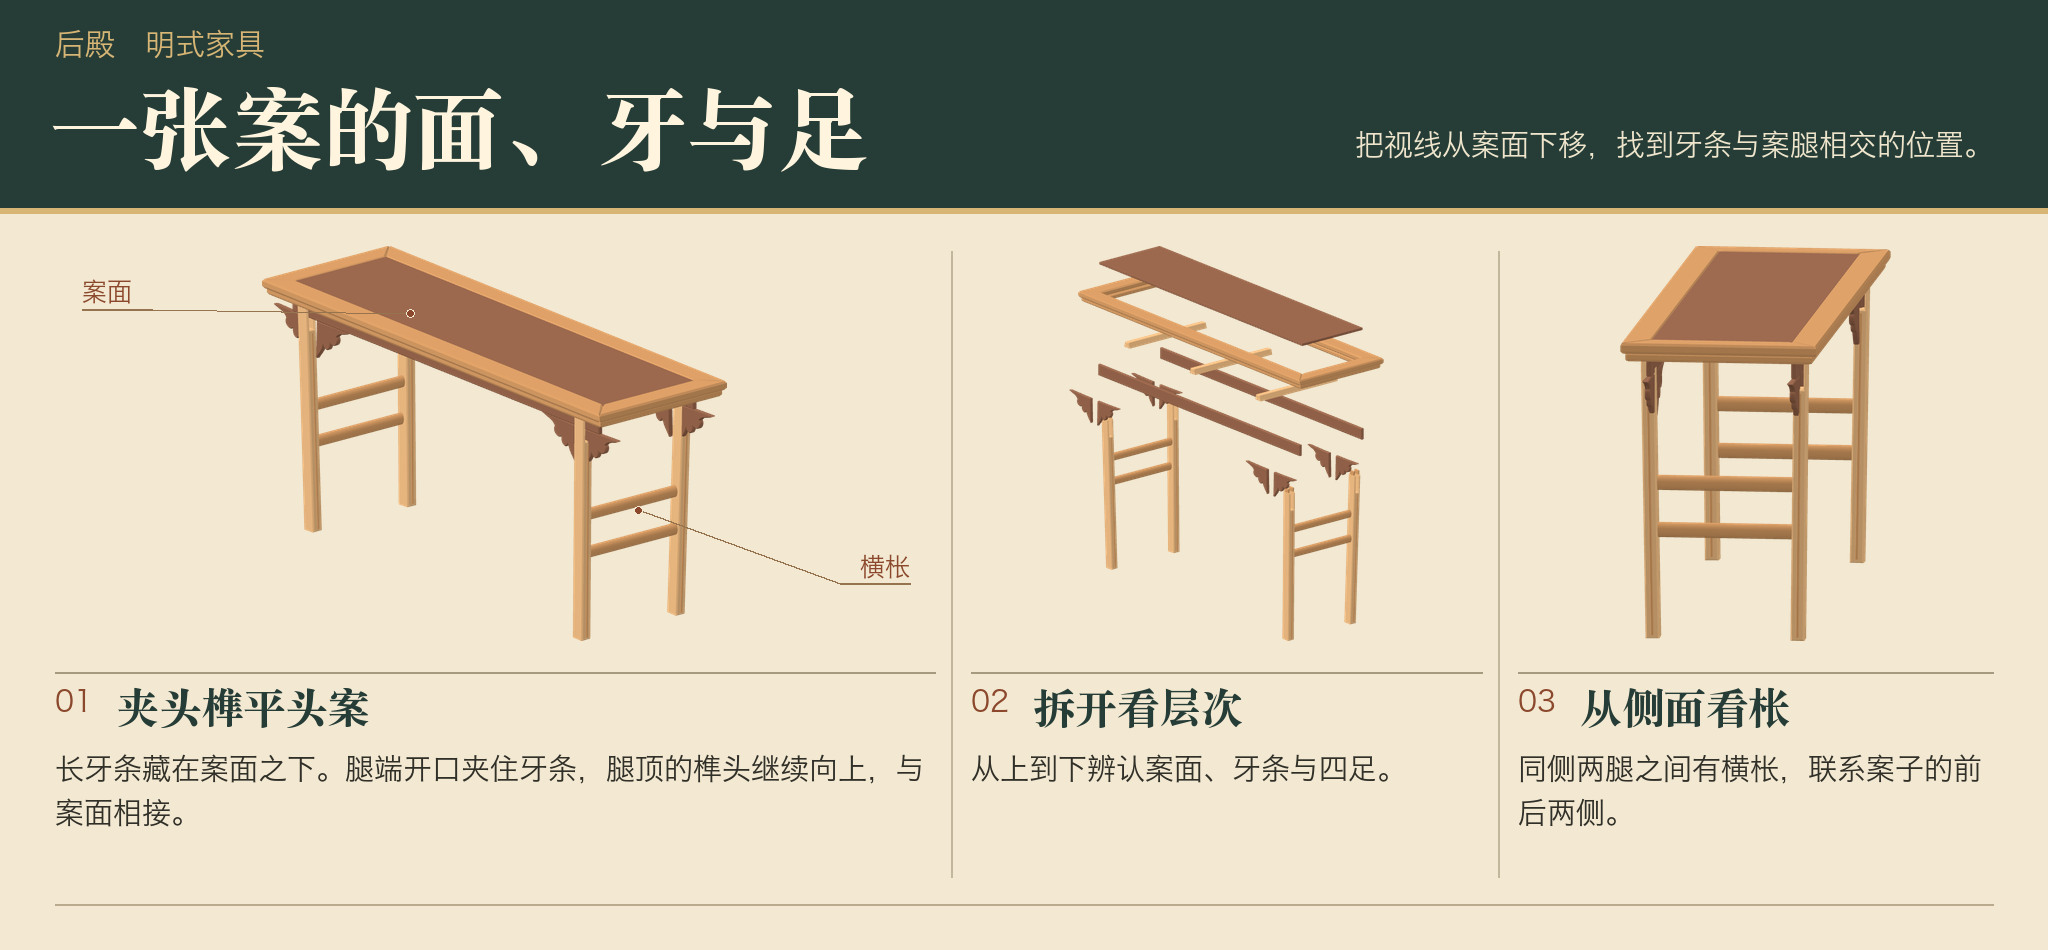 后殿　明式家具
一张案的面、牙与足
把视线从案面下移，找到牙条与案腿相交的位置。
案面
横枨
01 夹头榫平头案
长牙条藏在案面之下。腿端开口夹住牙条，腿顶的榫头继续向上，与
案面相接。
02 拆开看层次
从上到下辨认案面、牙条与四足。
03 从侧面看枨
同侧两腿之间有横枨，联系案子的前
后两侧。